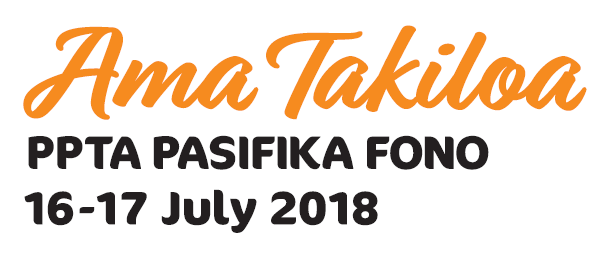 Ama Takiloa
PPTA PASIFIKA FONO
16-17 July 2018